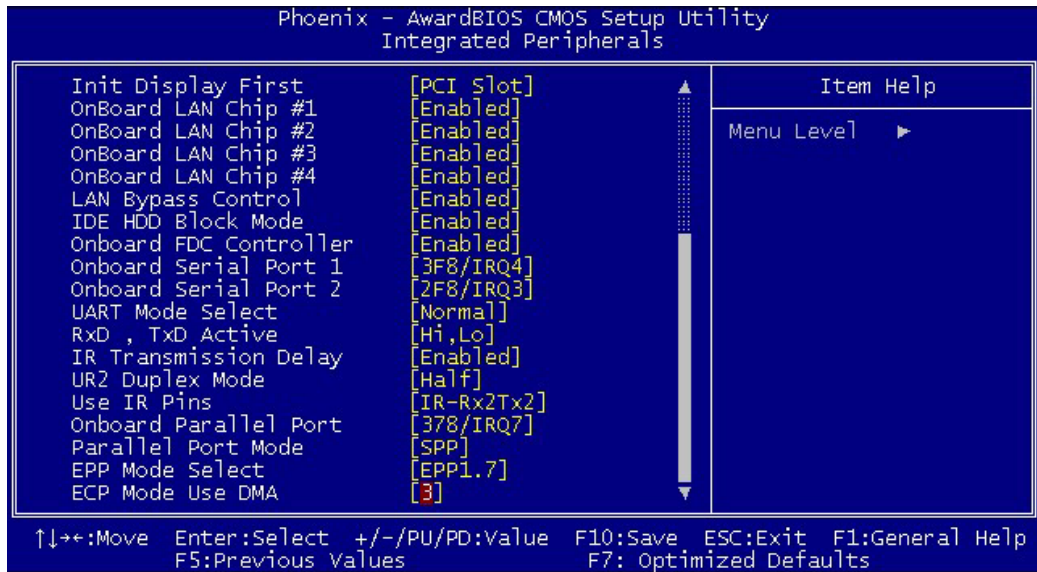 Phoenix - AwardBIOS CMOS Setup Utility
Integrated Peripherals
Init Display First [PCI Slot]
OnBoard LAN Chip #1 [Enabled]
OnBoard LAN Chip #2 [Enabled]
OnBoard LAN Chip #3 [Enabled]
OnBoard LAN Chip #4 [Enabled]
LAN Bypass Control [Enabled]
IDE HDD Block Mode [Enabled]
Onboard FDC Controller [Enabled]
Onboard Serial Port 1 [3F8/IRQ4]
Onboard Serial Port 2 [2F8/IRQ3]
UART Mode Select [Normal]
RxD , TxD Active [Hi,Lo]
IR Transmission Delay [Enabled]
UR2 Duplex Mode [Half]
Use IR Pins [IR-Rx2Tx2]
Onboard Parallel Port [378/IRQ7]
Parallel Port Mode [SPP]
EPP Mode Select [EPP1.7]
ECP Mode Use DMA [3]
Item Help
Menu Level ►
↑↓→←:Move Enter:Select +/-/PU/PD:Value F10:Save ESC:Exit F1:General Help
F5:Previous Values F7: Optimized Defaults